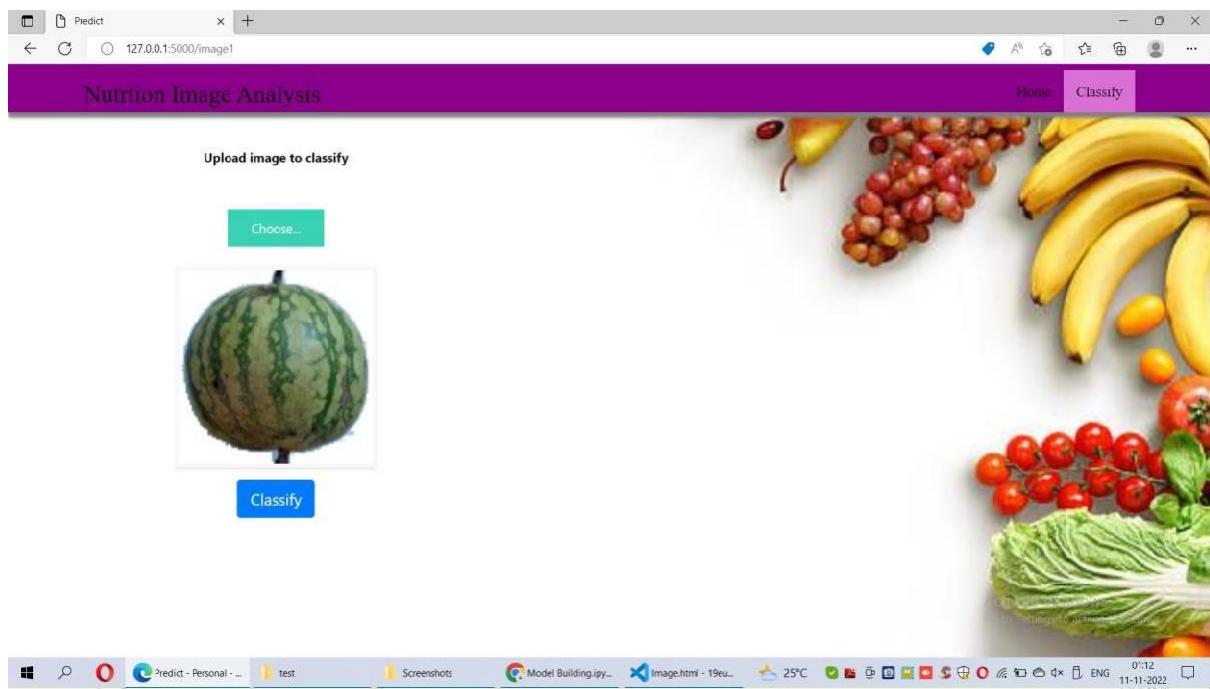 Predict
127.0.0.1:5000/image1
Nutrtion Image Analysis
Home
Classify
Upload image to classify
Choose...
Classify
Predict - Personal - ...
test
Screenshots
Model Building.ipy...
Image.html - 19eu...
25°C
ENG
01:12
11-11-2022